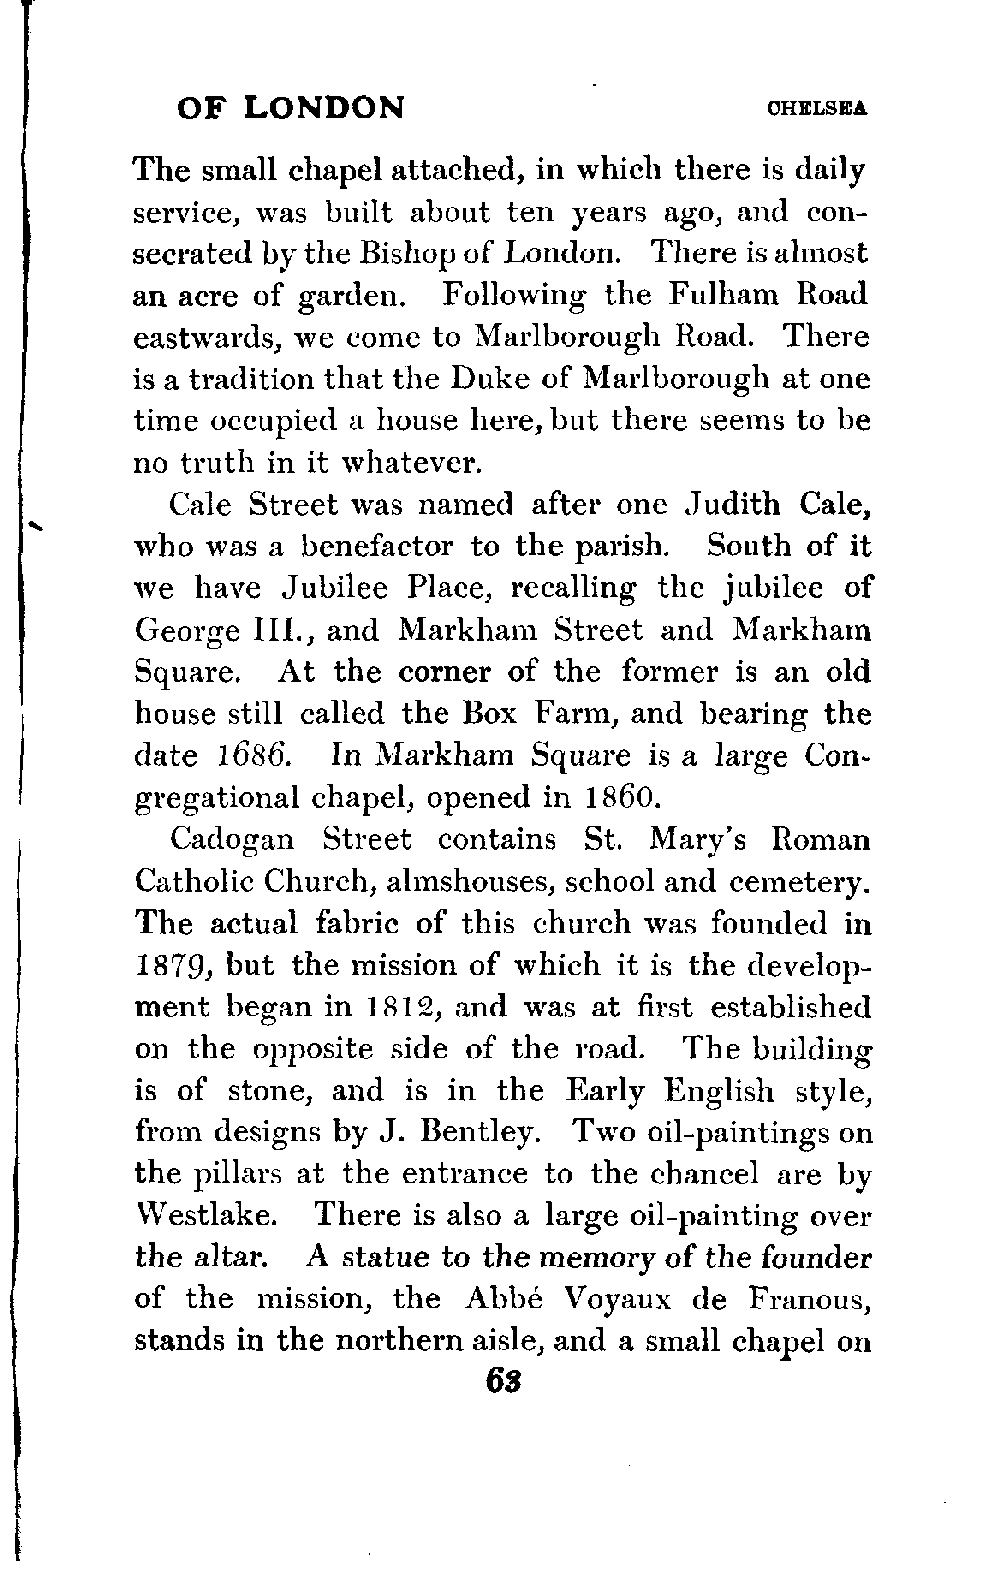 OF LONDON CHELSEA
The small chapel attached, in which there is daily
service, was built about ten years ago, and con-
secrated by the Bishop of London. There is almost
an acre of garden. Following the Fulham Road
eastwards, we come to Marlborough Road. There
is a tradition that the Duke of Marlborough at one
time occupied a house here, but there seems to be
no truth in it whatever.
Cale Street was named after one Judith Cale,
who was a benefactor to the parish. South of it
we have Jubilee Place, recalling the jubilee of
George III., and Markham Street and Markham
Square. At the corner of the former is an old
house still called the Box Farm, and bearing the
date 1686. In Markham Square is a large Con-
gregational chapel, opened in 1860.
Cadogan Street contains St. Mary's Roman
Catholic Church, almshouses, school and cemetery.
The actual fabric of this church was founded in
1879, but the mission of which it is the develop-
ment began in 1812, and was at first established
on the opposite side of the road. The building
is of stone, and is in the Early English style,
from designs by J. Bentley. Two oil-paintings on
the pillars at the entrance to the chancel are by
Westlake. There is also a large oil-painting over
the altar. A statue to the memory of the founder
of the mission, the Abbé Voyaux de Franous,
stands in the northern aisle, and a small chapel on
63